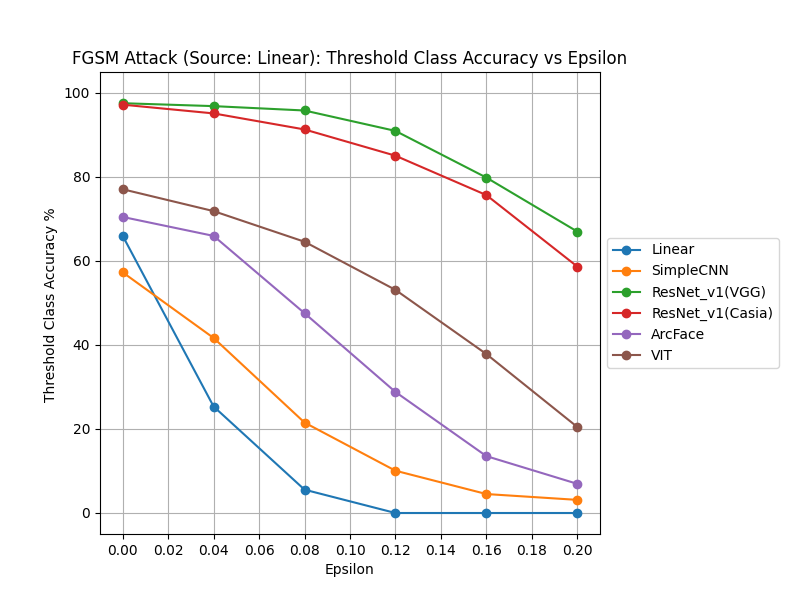 FGSM Attack (Source: Linear): Threshold Class Accuracy vs Epsilon
Threshold Class Accuracy %
100
80
60
40
20
0
0.00 0.02 0.04 0.06 0.08 0.10 0.12 0.14 0.16 0.18 0.20
Epsilon
Linear
SimpleCNN
ResNet_v1(VGG)
ResNet_v1(Casia)
ArcFace
VIT